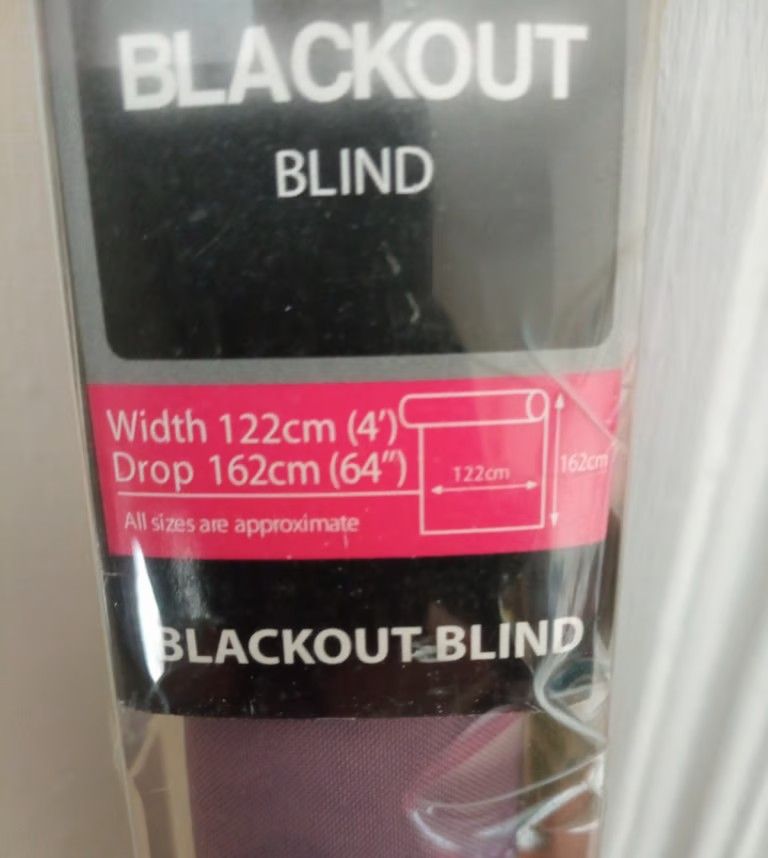 BLACKOUT
BLIND
Width 122cm (4')
Drop 162cm (64")
122cm
162cm
All sizes are approximate
BLACKOUT BLIND